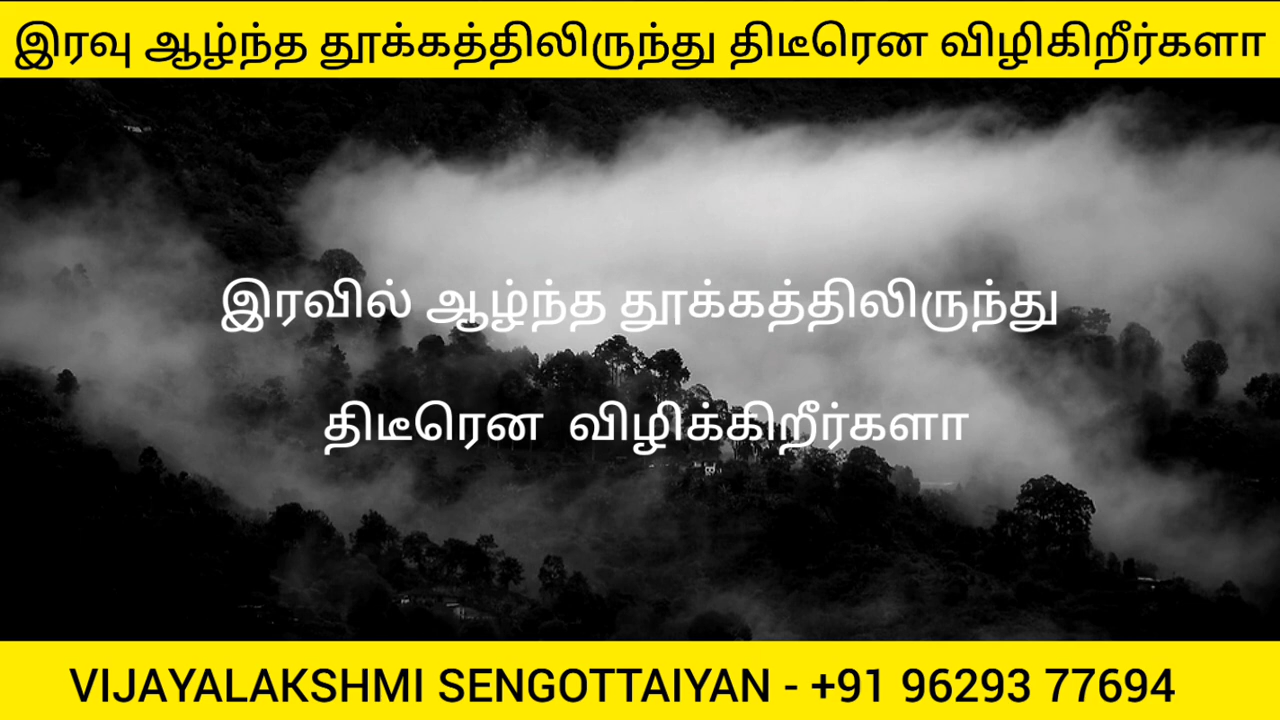 இரவு ஆழ்ந்த தூக்கத்திலிருந்து திடீரென விழிகிறீர்களா
இரவில் ஆழ்ந்த தூக்கத்திலிருந்து
திடீரென விழிக்கிறீர்களா
VIJAYALAKSHMI SENGOTTAIYAN - +91 96293 77694